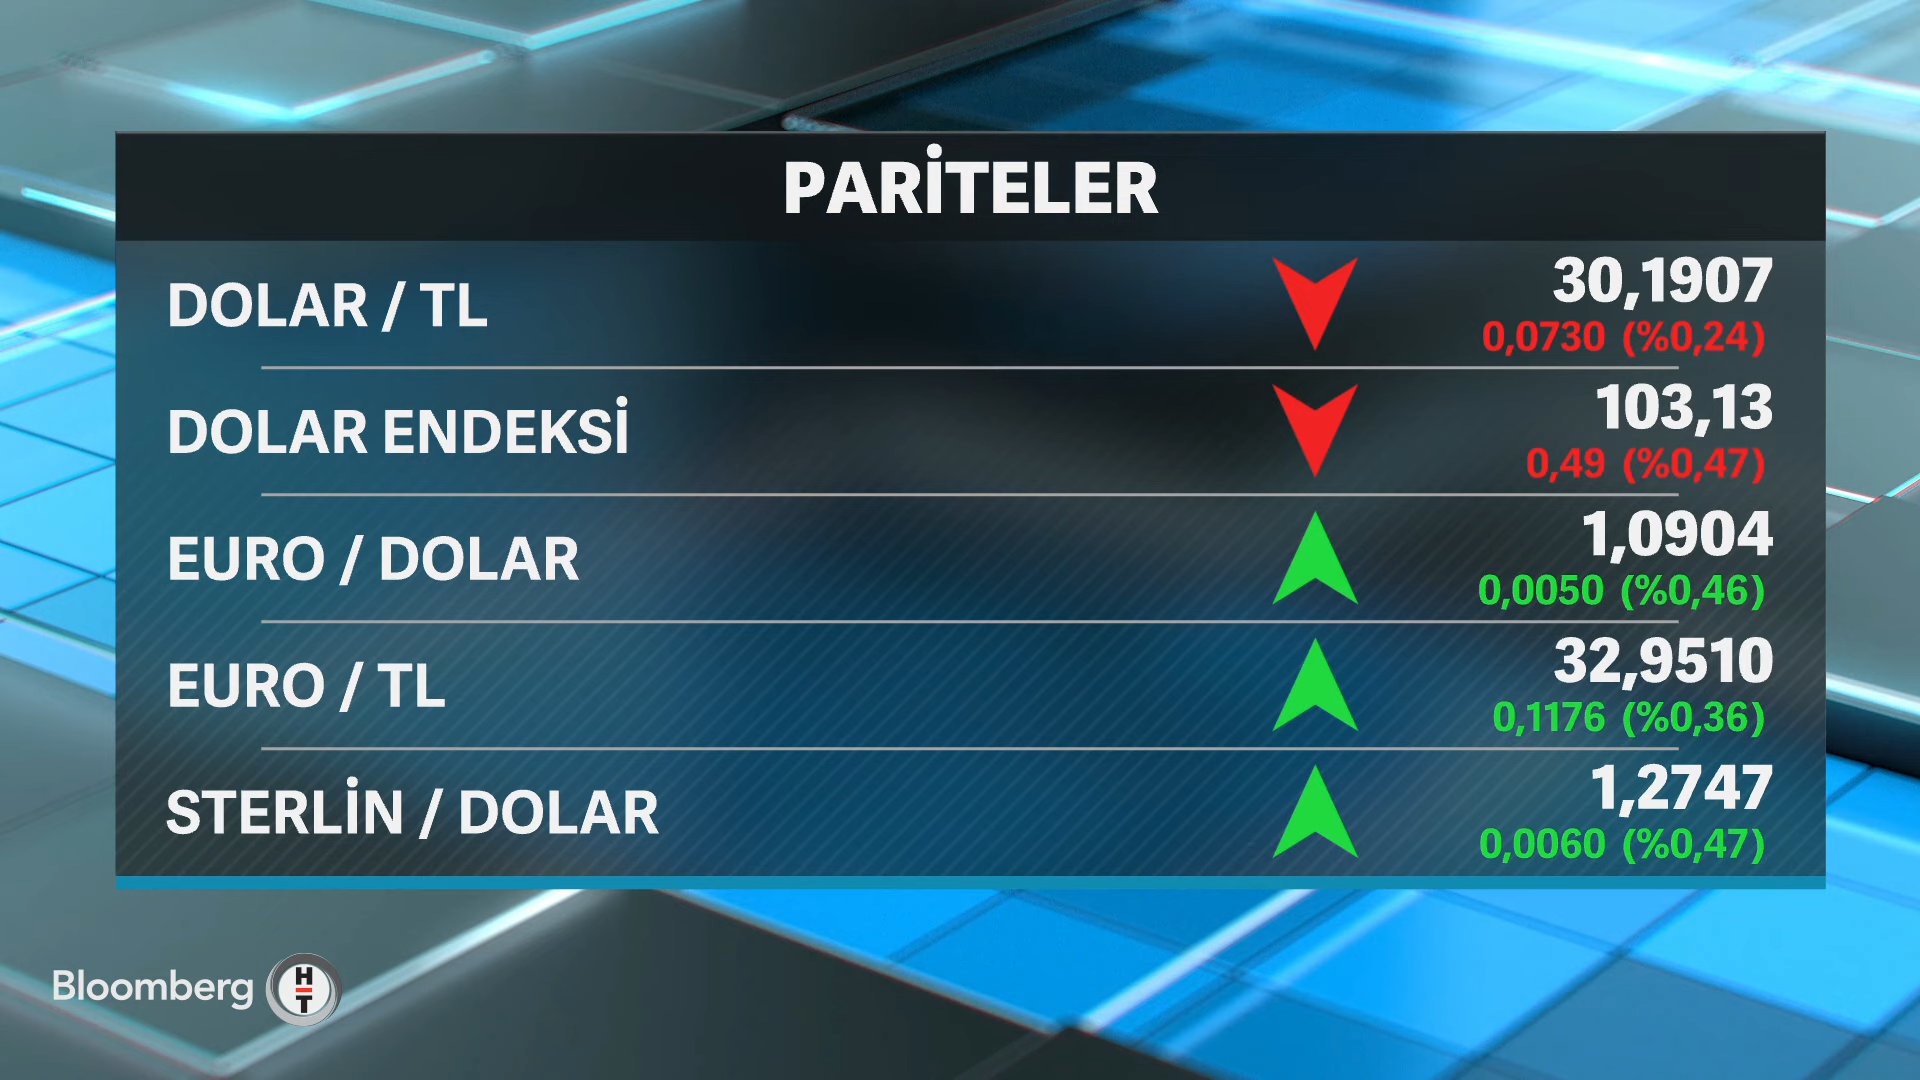 PARİTELER
DOLAR / TL
30,1907
0,0730 (%0,24)
DOLAR ENDEKSİ
103,13
0,49 (%0,47)
EURO / DOLAR
1,0904
0,0050 (%0,46)
EURO / TL
32,9510
0,1176 (%0,36)
STERLİN / DOLAR
1,2747
0,0060 (%0,47)
Bloomberg HT